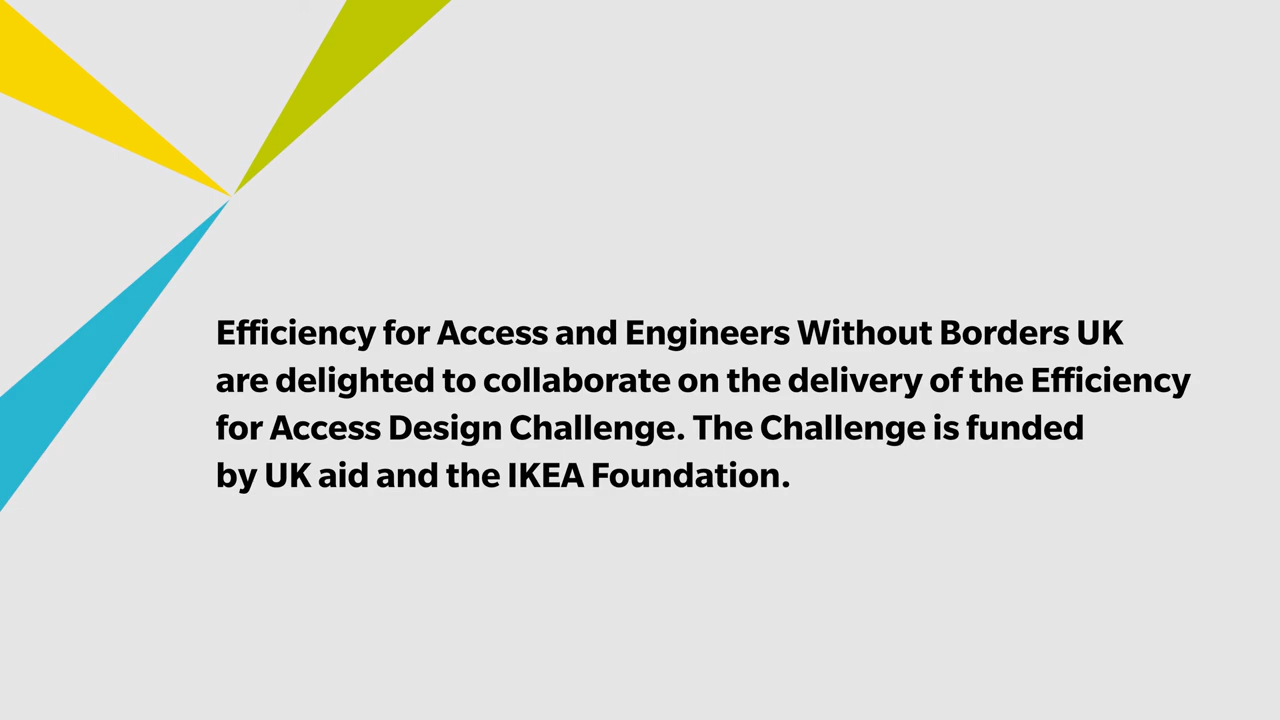 Efficiency for Access and Engineers Without Borders UK
are delighted to collaborate on the delivery of the Efficiency
for Access Design Challenge. The Challenge is funded
by UK aid and the IKEA Foundation.